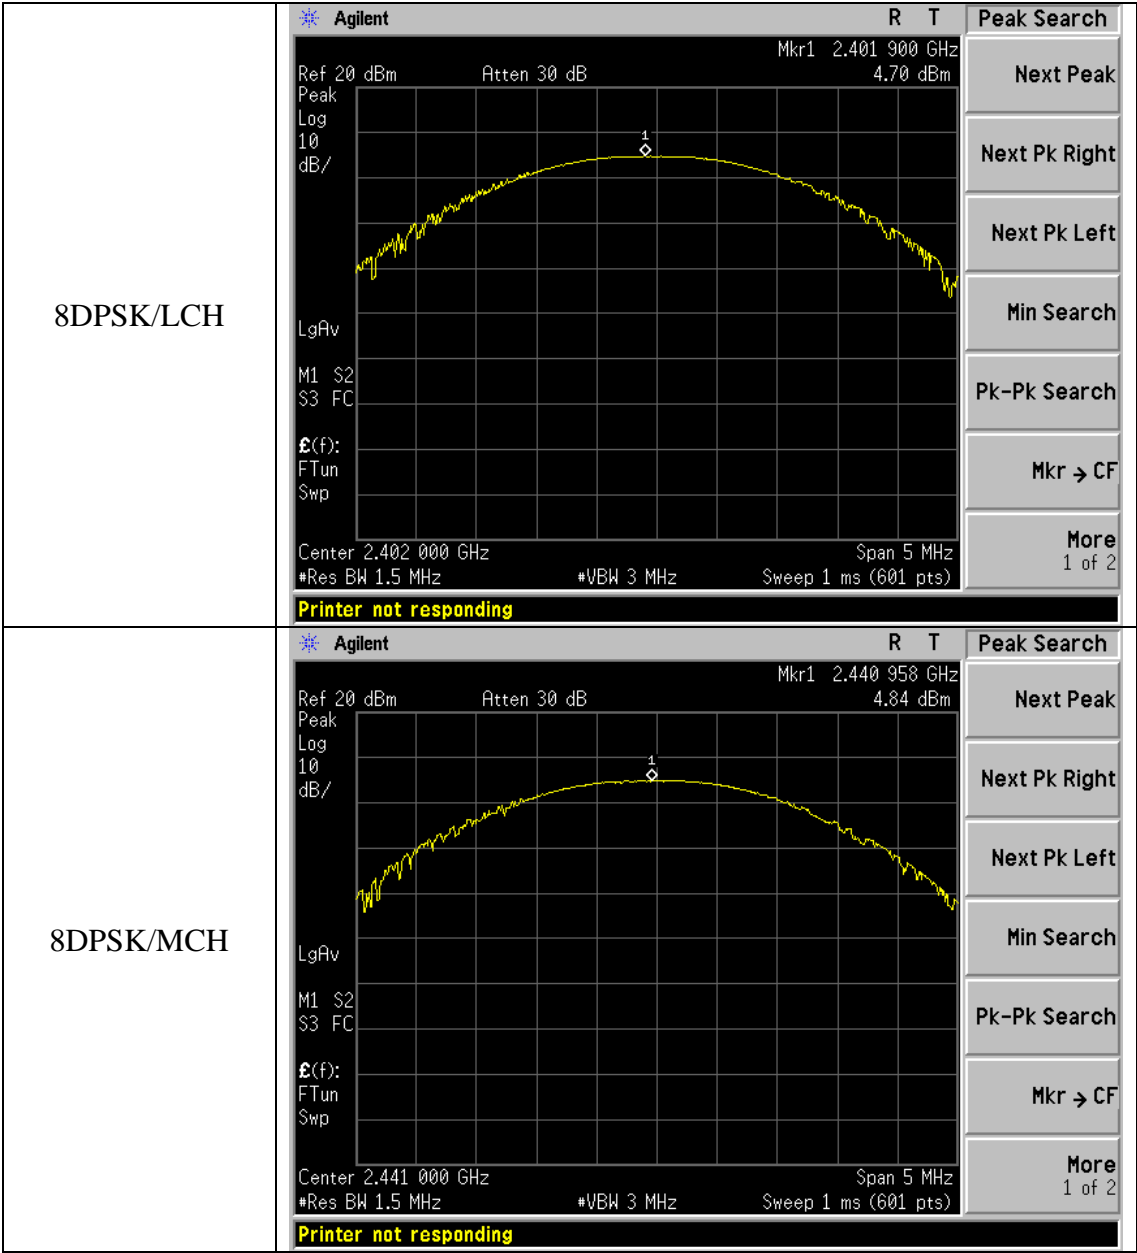 8DPSK/LCH
Agilent R T Peak Search
Mkr1 2.401 900 GHz
Ref 20 dBm Atten 30 dB 4.70 dBm Next Peak
Peak
Log
10
dB/
1
Next Pk Right
Next Pk Left
Min Search
LgAv
M1 S2
S3 FC
Pk-Pk Search
£(f):
FTun
Swp
Mkr → CF
Center 2.402 000 GHz Span 5 MHz
#Res BW 1.5 MHz #VBW 3 MHz Sweep 1 ms (601 pts)
More
1 of 2
Printer not responding
8DPSK/MCH
Agilent R T Peak Search
Mkr1 2.440 958 GHz
Ref 20 dBm Atten 30 dB 4.84 dBm Next Peak
Peak
Log
10
dB/
1
Next Pk Right
Next Pk Left
Min Search
LgAv
M1 S2
S3 FC
Pk-Pk Search
£(f):
FTun
Swp
Mkr → CF
Center 2.441 000 GHz Span 5 MHz
#Res BW 1.5 MHz #VBW 3 MHz Sweep 1 ms (601 pts)
More
1 of 2
Printer not responding